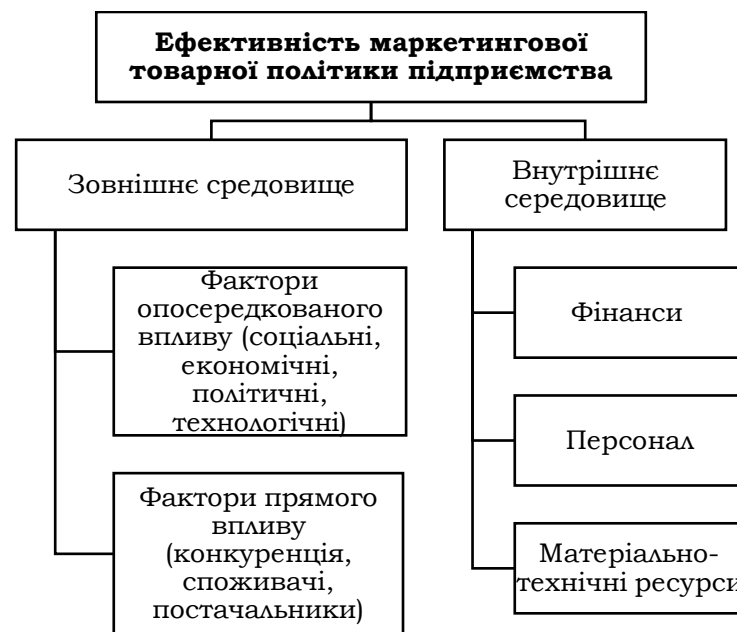 Ефективність маркетингової
товарної політики підприємства
Зовнішнє средовище
Фактори
опосередкованого
впливу (соціальні,
економічні,
політичні,
технологічні)
Фактори прямого
впливу
(конкуренція,
споживачі,
постачальники)
Внутрішнє
середовище
Фінанси
Персонал
Матеріально-
технічні ресурси